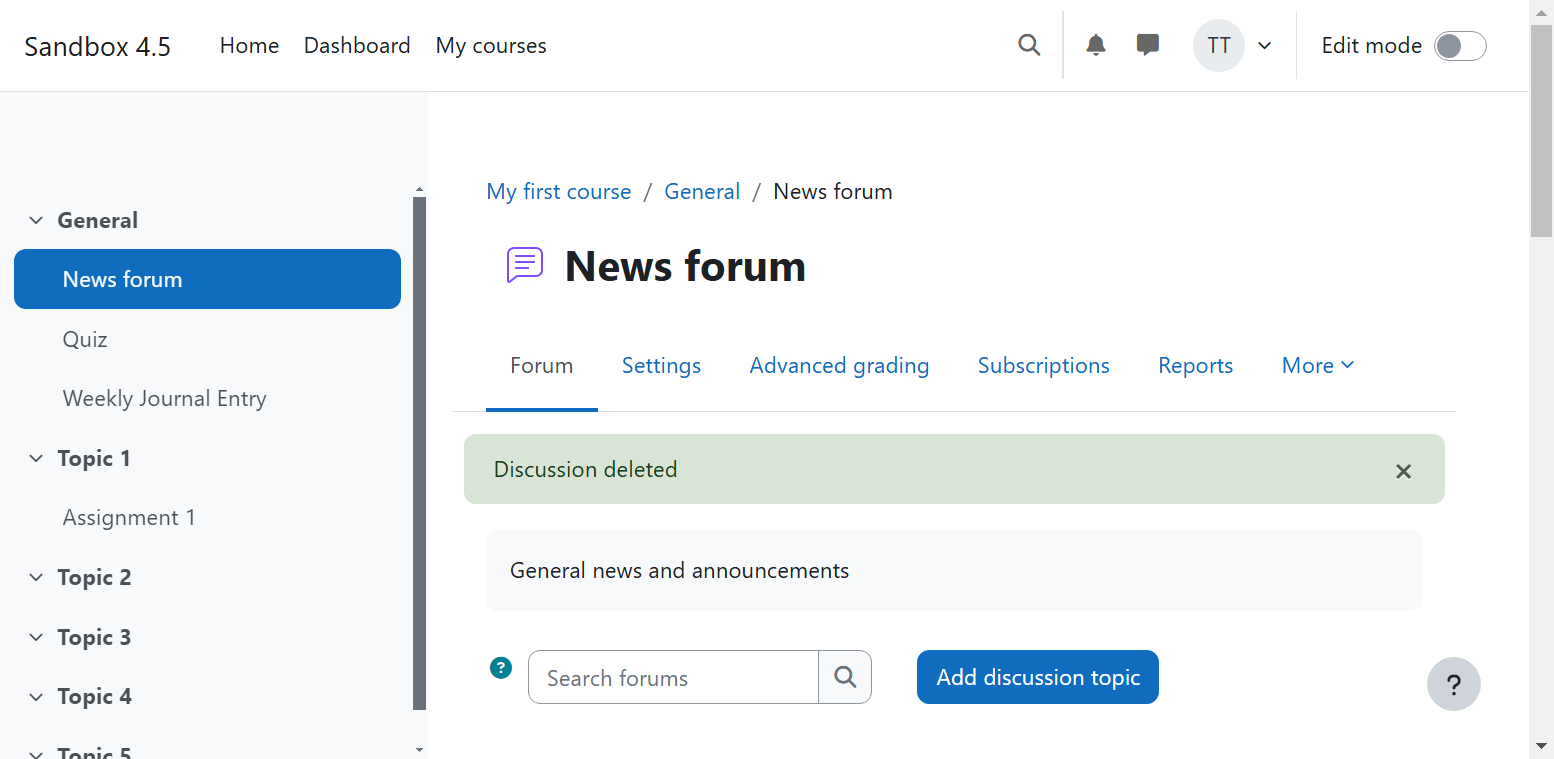 Sandbox 4.5 Home Dashboard My courses TT Edit mode
General
News forum
Quiz
Weekly Journal Entry
Topic 1
Assignment 1
Topic 2
Topic 3
Topic 4
Topic 5
My first course / General / News forum
News forum
Forum Settings Advanced grading Subscriptions Reports More
Discussion deleted ×
General news and announcements
? Search forums Add discussion topic
?